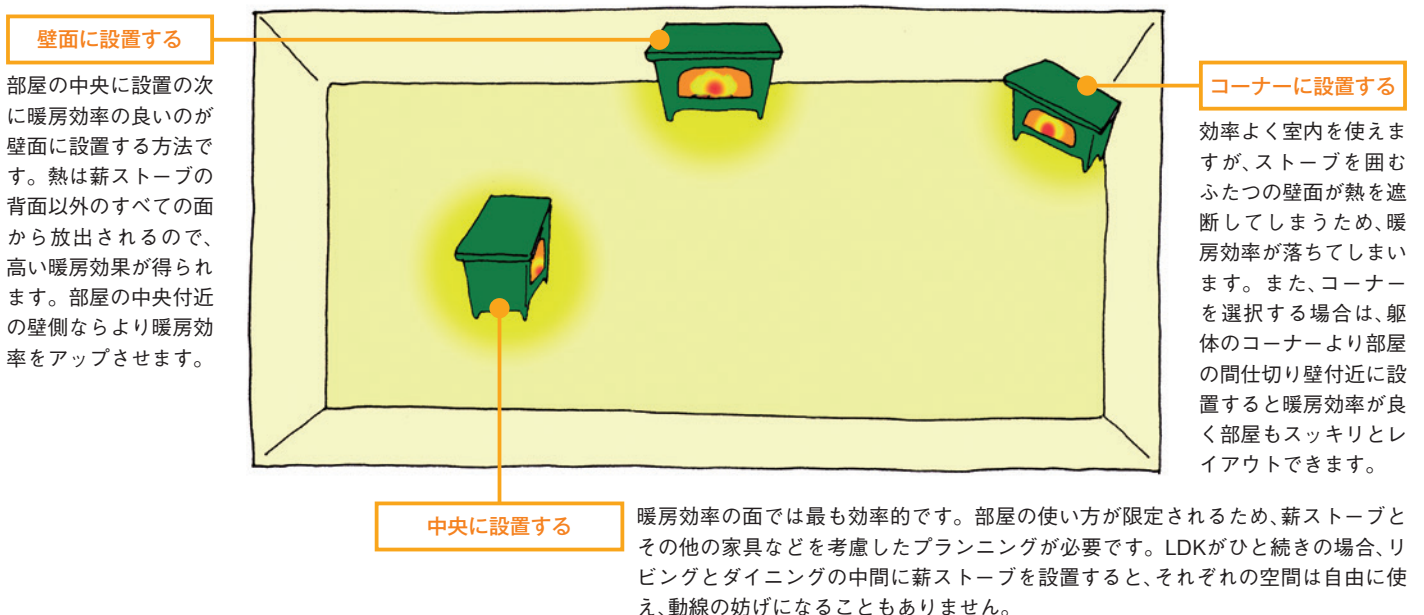 壁面に設置する
部屋の中央に設置の次
に暖房効率の良いのが
壁面に設置する方法で
す。熱は薪ストーブの
背面以外のすべての面
から放出されるので、
高い暖房効果が得られ
ます。部屋の中央付近
の壁側ならより暖房効
率をアップさせます。
コーナーに設置する
効率よく室内を使えま
すが、ストーブを囲む
ふたつの壁面が熱を遮
断してしまうため、暖
房効率が落ちてしまい
ます。また、コーナー
を選択する場合は、躯
体のコーナーより部屋
の間仕切り壁付近に設
置すると暖房効率が良
く部屋もスッキリとレ
イアウトできます。
中央に設置する
暖房効率の面では最も効率的です。部屋の使い方が限定されるため、薪ストーブと
その他の家具などを考慮したプランニングが必要です。LDKがひと続きの場合、リ
ビングとダイニングの中間に薪ストーブを設置すると、それぞれの空間は自由に使
え、動線の妨げになることもありません。